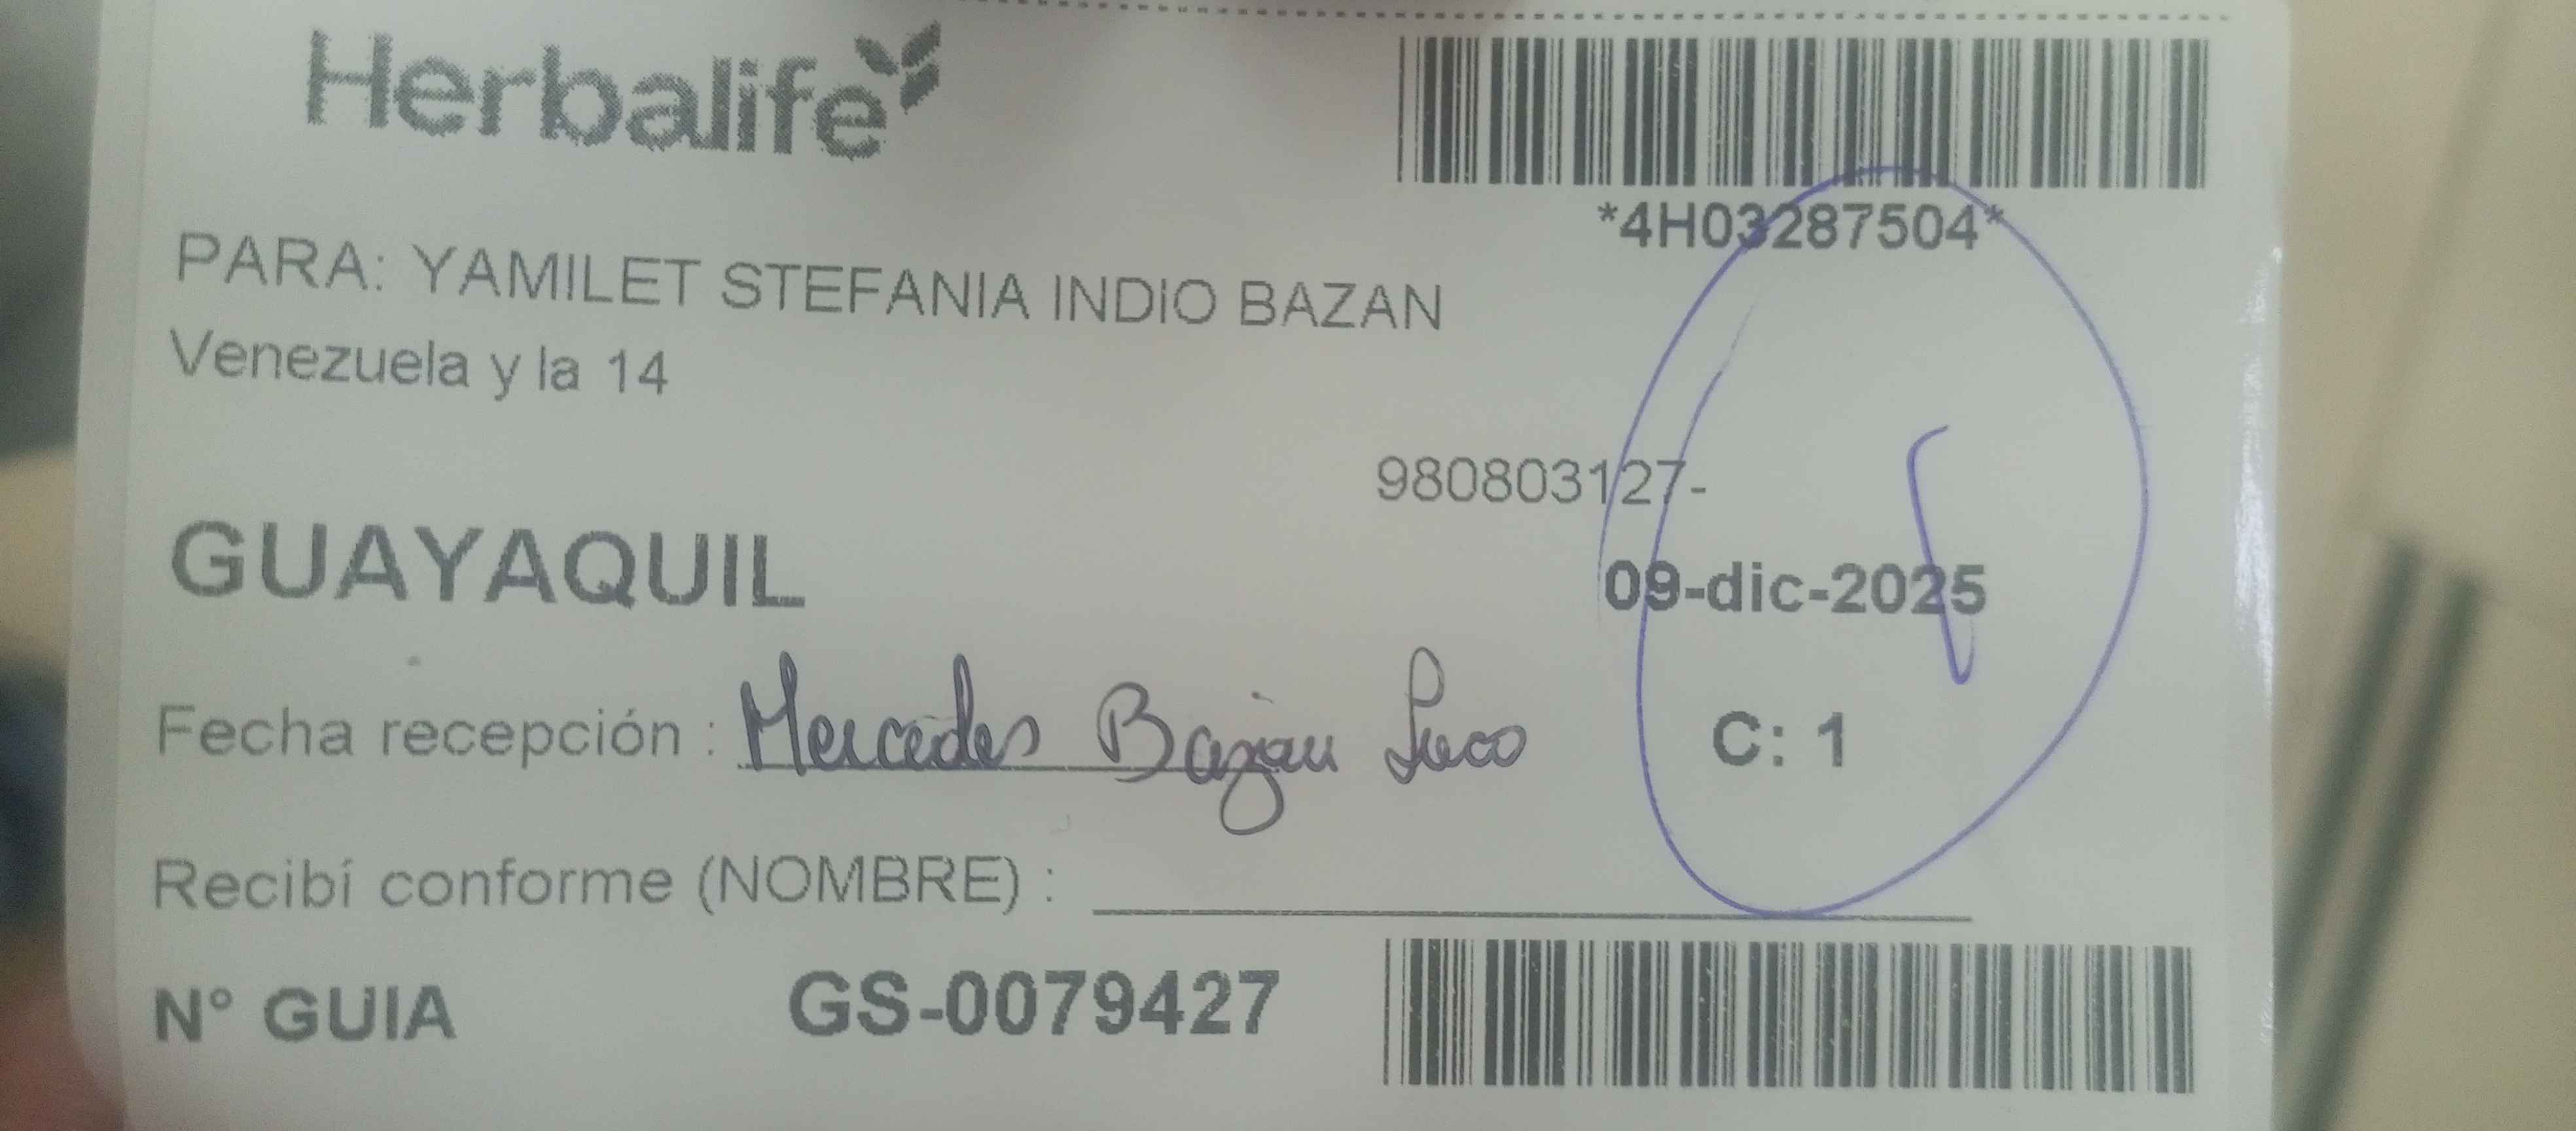 Herbalife
*4H03287504*
PARA: YAMILET STEFANIA INDIO BAZAN
Venezuela y la 14
980803127-
GUAYAQUIL
09-dic-2025
Fecha recepción : Mercedes Bazán
C: 1
Recibí conforme (NOMBRE) :
N° GUIA GS-0079427